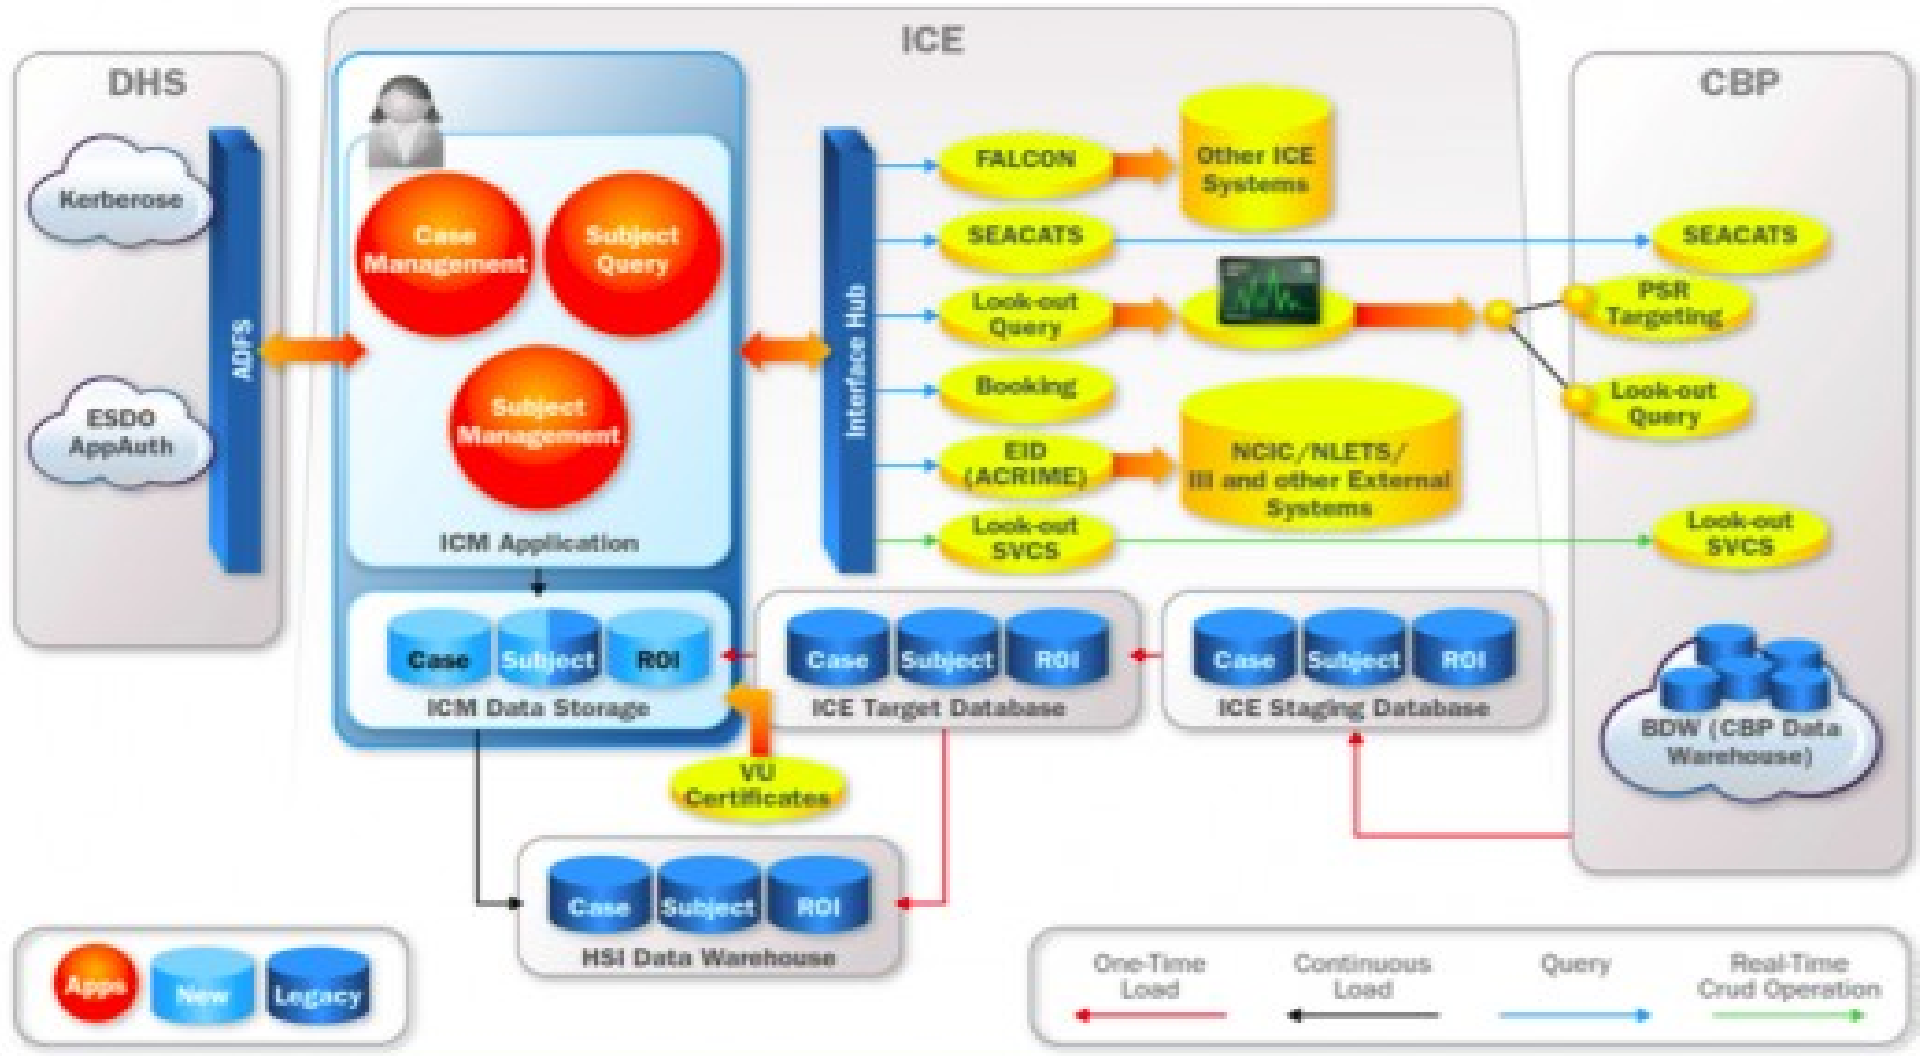 ICE
DHS
Kerberose
ESDO
AppAuth
ADFS
Case
Management
Subject
Query
Subject
Management
ICM Application
Case
Subject
ROI
ICM Data Storage
Interface Hub
FALCON
Other ICE
Systems
SEACATS
Look-out
Query
Booking
EID
(ACRIME)
NCIC/NLETS/
III and other External
Systems
Look-out
SVCS
CBP
SEACATS
PSR
Targeting
Look-out
Query
Look-out
SVCS
BDW (CBP Data
Warehouse)
Case
Subject
ROI
ICE Target Database
Case
Subject
ROI
ICE Staging Database
VU
Certificates
Case
Subject
ROI
HSI Data Warehouse
Apps
New
Legacy
One-Time
Load
Continuous
Load
Query
Real-Time
Crud Operation